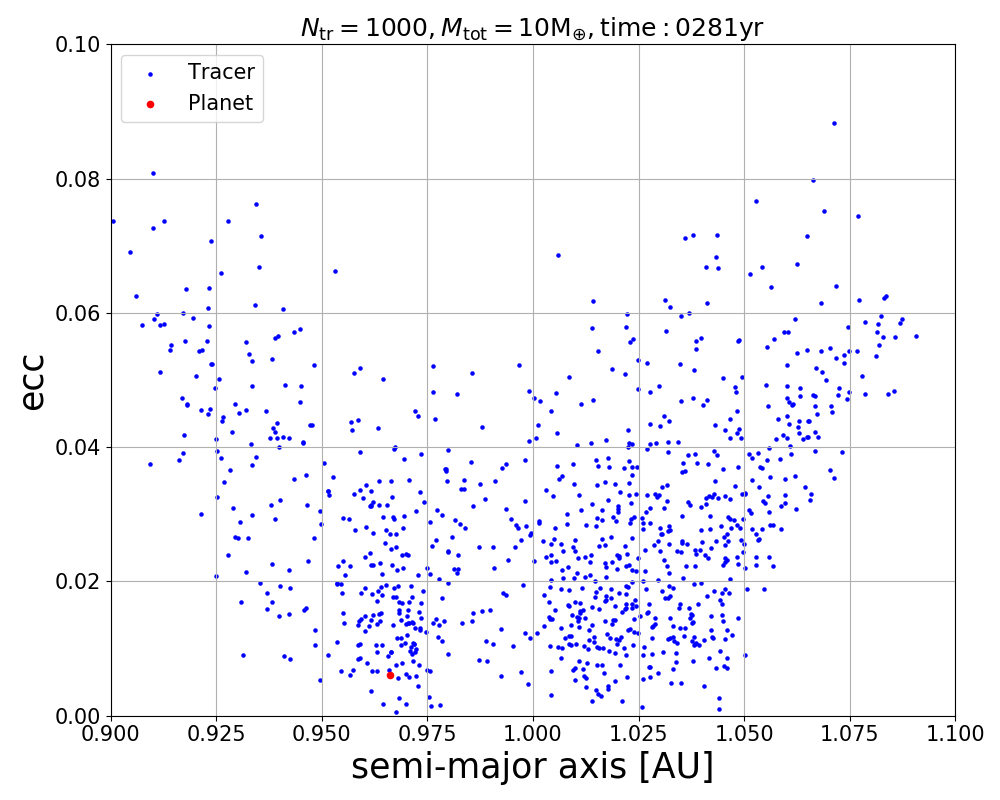 N_tr = 1000, M_tot = 10M_⊕, time : 0281yr
Tracer
Planet
0.10
0.08
0.06
0.04
0.02
0.00
ecc
0.900 0.925 0.950 0.975 1.000 1.025 1.050 1.075 1.100
semi-major axis [AU]